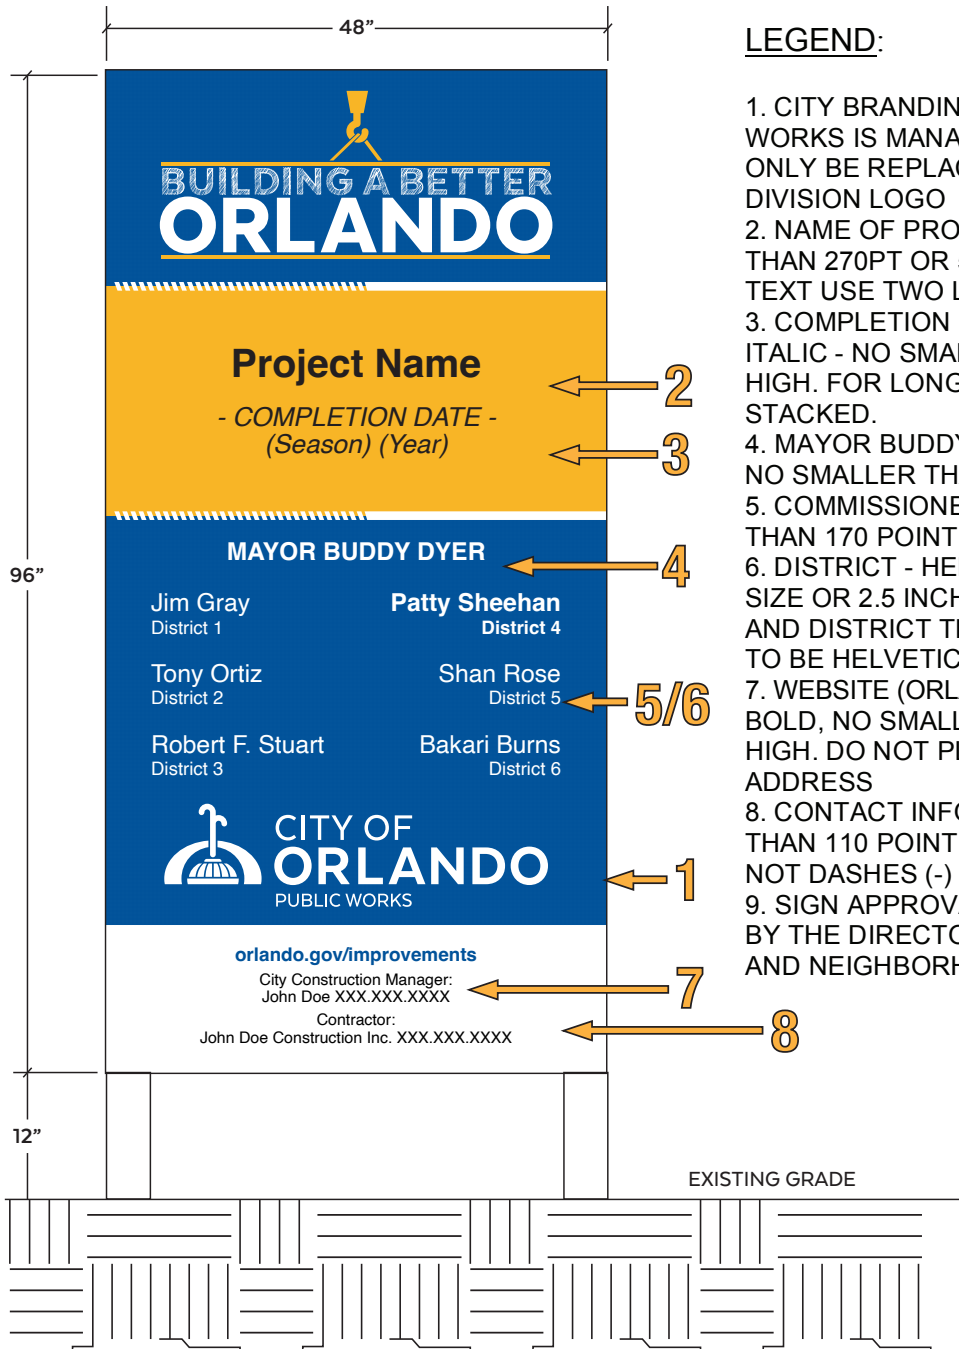 48”
96”
12”
BUILDING A BETTER
ORLANDO
Project Name
- COMPLETION DATE -
(Season) (Year)
2
3
MAYOR BUDDY DYER
4
Jim Gray
District 1
Patty Sheehan
District 4
Tony Ortiz
District 2
Shan Rose
District 5
5/6
Robert F. Stuart
District 3
Bakari Burns
District 6
CITY OF
ORLANDO
PUBLIC WORKS
1
orlando.gov/improvements
City Construction Manager:
John Doe XXX.XXX.XXXX
7
Contractor:
John Doe Construction Inc. XXX.XXX.XXXX
8
EXISTING GRADE
LEGEND:
1. CITY BRANDIN
WORKS IS MANA
ONLY BE REPLAC
DIVISION LOGO
2. NAME OF PRO
THAN 270PT OR
TEXT USE TWO L
3. COMPLETION
ITALIC - NO SMA
HIGH. FOR LONG
STACKED.
4. MAYOR BUDDY
NO SMALLER TH
5. COMMISSIONE
THAN 170 POINT
6. DISTRICT - HE
SIZE OR 2.5 INCH
AND DISTRICT T
TO BE HELVETIC
7. WEBSITE (ORL
BOLD, NO SMALL
HIGH. DO NOT P
ADDRESS
8. CONTACT INFO
THAN 110 POINT
NOT DASHES (-)
9. SIGN APPROVA
BY THE DIRECTO
AND NEIGHBORH